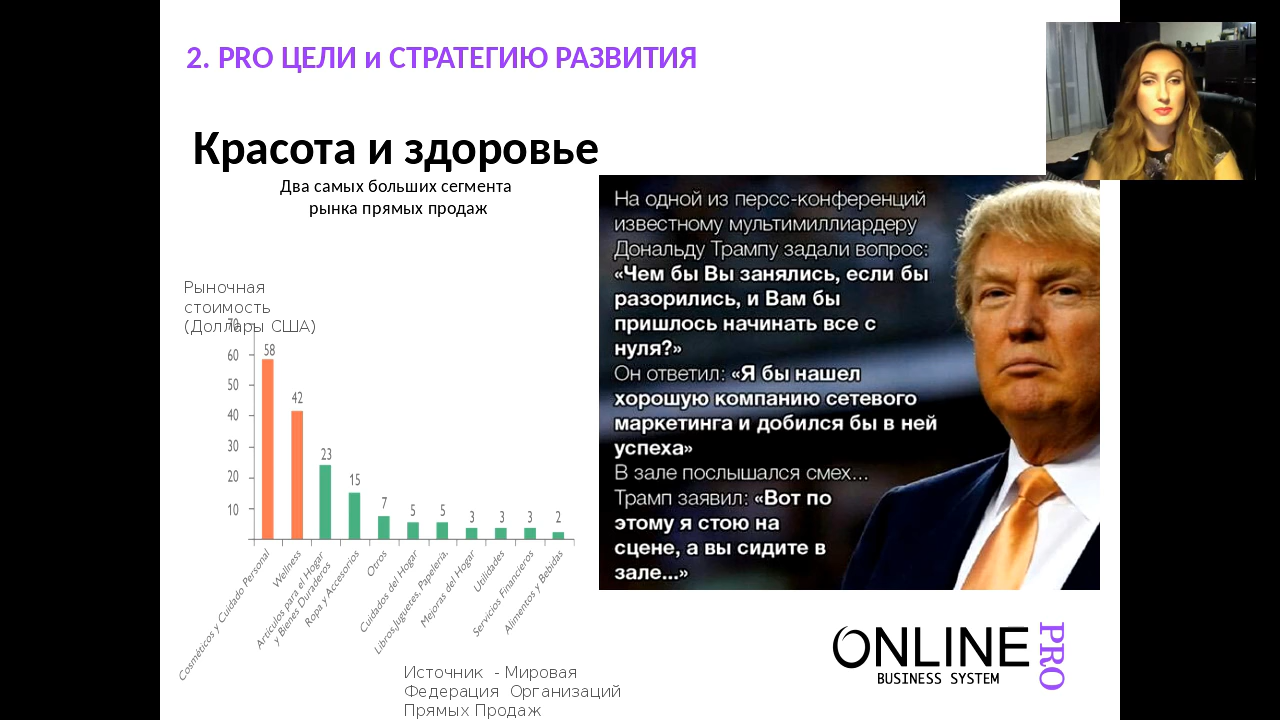 2. PRO ЦЕЛИ и СТРАТЕГИЮ РАЗВИТИЯ
Красота и здоровье
Два самых больших сегмента
рынка прямых продаж
Рыночная
стоимость
(Доллары США)
70
60
50
40
30
20
10
58
42
23
15
7
5
5
3
3
3
2
Cosméticos y Cuidado Personal
Wellness
Artículos para el Hogar
y Bienes Duraderos
Ropa y Accesorios
Otros
Cuidados del Hogar
Libros,Juguetes, Papelería,
Mejoras del Hogar
Utilidades
Servicios Financieros
Alimentos y Bebidas
Источник - Мировая
Федерация Организаций
Прямых Продаж
На одной из персс-конференций
известному мультимиллиардеру
Дональду Трампу задали вопрос:
«Чем бы Вы занялись, если бы
разорились, и Вам бы
пришлось начинать все с
нуля?»
Он ответил: «Я бы нашел
хорошую компанию сетевого
маркетинга и добился бы в ней
успеха»
В зале послышался смех...
Трамп заявил: «Вот по
этому я стою на
сцене, а вы сидите в
зале...»
ONLINE PRO
BUSINESS SYSTEM